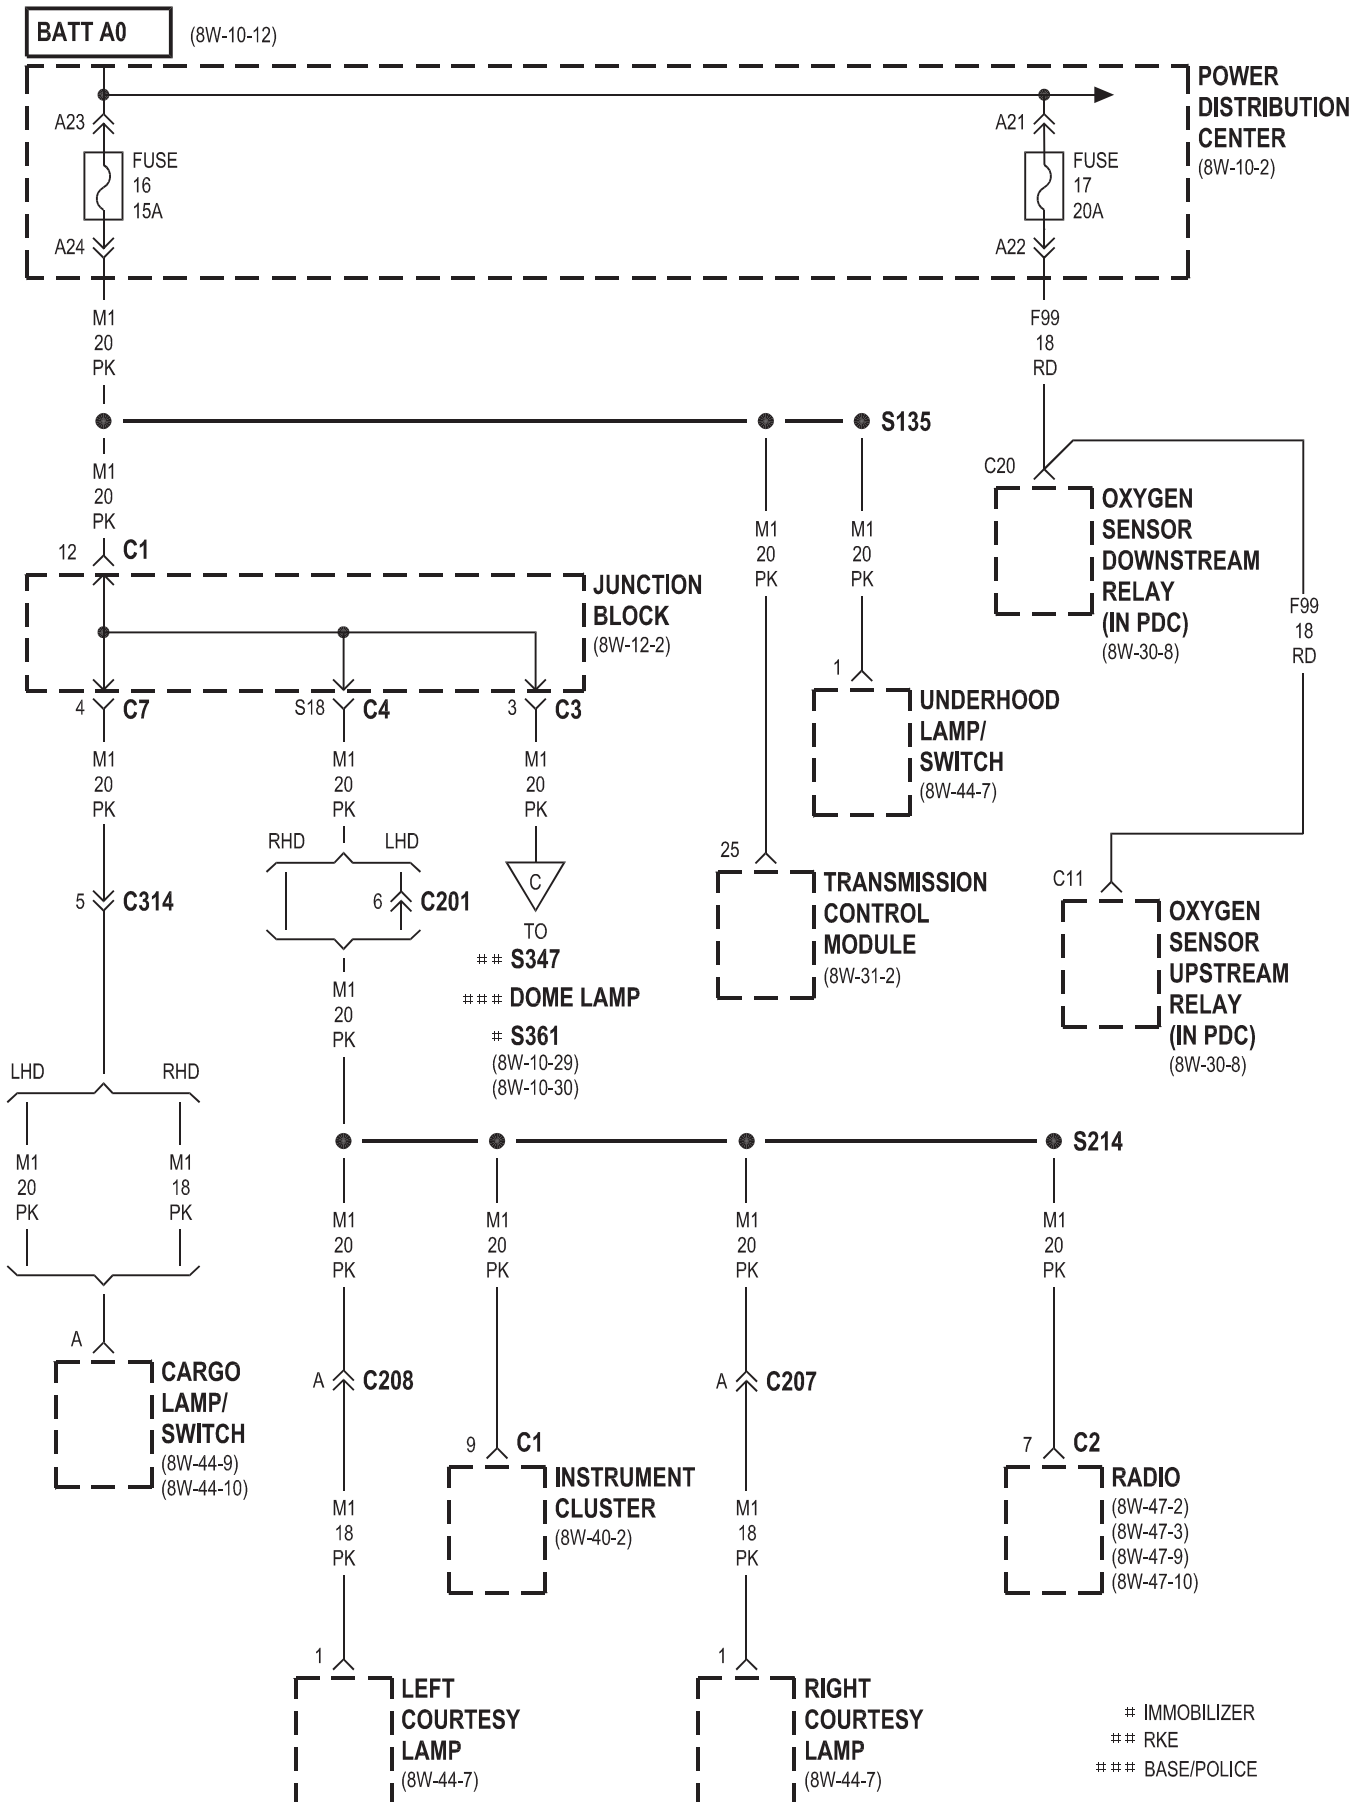 BATT A0
(8W-10-12)
POWER
DISTRIBUTION
CENTER
(8W-10-2)
A23
FUSE
16
15A
A24
A21
FUSE
17
20A
A22
M1
20
PK
F99
18
RD
S135
M1
20
PK
12
C1
M1
20
PK
M1
20
PK
C20
OXYGEN
SENSOR
DOWNSTREAM
RELAY
(IN PDC)
(8W-30-8)
F99
18
RD
JUNCTION
BLOCK
(8W-12-2)
4
C7
S18
C4
3
C3
1
UNDERHOOD
LAMP/
SWITCH
(8W-44-7)
M1
20
PK
M1
20
PK
M1
20
PK
RHD
LHD
5
C314
6
C201
C
TO
## S347
### DOME LAMP
# S361
(8W-10-29)
(8W-10-30)
25
TRANSMISSION
CONTROL
MODULE
(8W-31-2)
C11
OXYGEN
SENSOR
UPSTREAM
RELAY
(IN PDC)
(8W-30-8)
M1
20
PK
LHD
RHD
S214
M1
20
PK
M1
18
PK
M1
20
PK
M1
20
PK
M1
20
PK
M1
20
PK
A
CARGO
LAMP/
SWITCH
(8W-44-9)
(8W-44-10)
A
C208
A
C207
9
C1
INSTRUMENT
CLUSTER
(8W-40-2)
7
C2
RADIO
(8W-47-2)
(8W-47-3)
(8W-47-9)
(8W-47-10)
M1
18
PK
M1
18
PK
1
LEFT
COURTESY
LAMP
(8W-44-7)
1
RIGHT
COURTESY
LAMP
(8W-44-7)
# IMMOBILIZER
## RKE
### BASE/POLICE